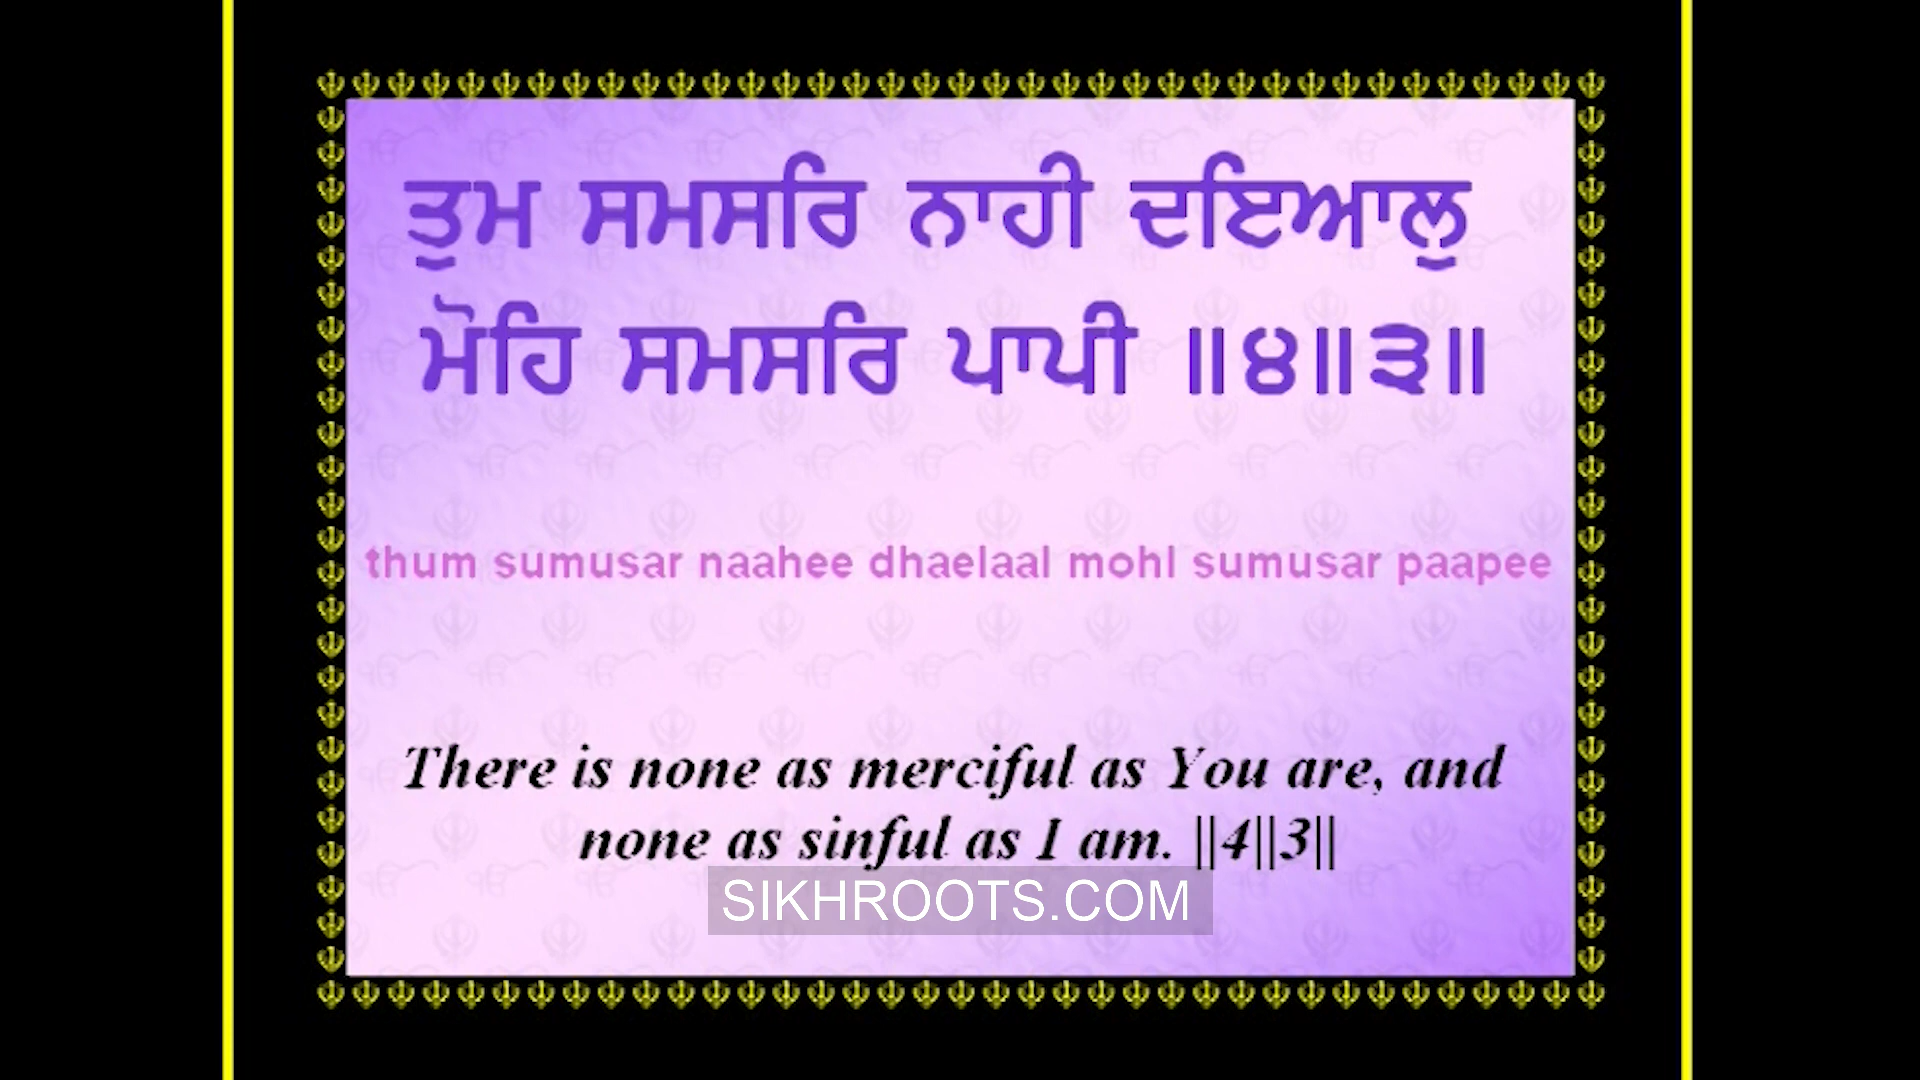 ਤੁਮ ਸਮਸਰਿ ਨਾਹੀ ਦਇਆਲੁ
ਮੋਹਿ ਸਮਸਰਿ ਪਾਪੀ ॥੪॥੩॥
thum sumusar naahee dhaelaal mohl sumusar paapee
There is none as merciful as You are, and
none as sinful as I am. ||4||3||
SIKHROOTS.COM